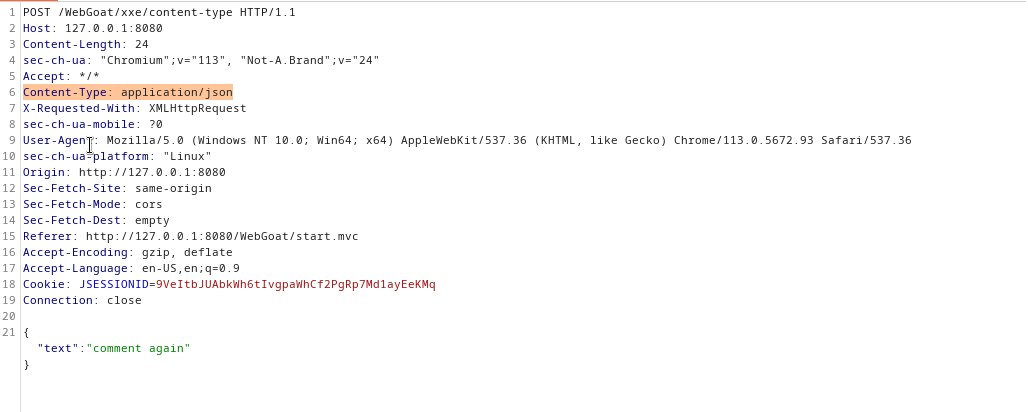 1 POST /WebGoat/xxe/content-type HTTP/1.1
2 Host: 127.0.0.1:8080
3 Content-Length: 24
4 sec-ch-ua: "Chromium";v="113", "Not-A.Brand";v="24"
5 Accept: */*
6 Content-Type: application/json
7 X-Requested-With: XMLHttpRequest
8 sec-ch-ua-mobile: ?0
9 User-Agent: Mozilla/5.0 (Windows NT 10.0; Win64; x64) AppleWebKit/537.36 (KHTML, like Gecko) Chrome/113.0.5672.93 Safari/537.36
10 sec-ch-ua-platform: "Linux"
11 Origin: http://127.0.0.1:8080
12 Sec-Fetch-Site: same-origin
13 Sec-Fetch-Mode: cors
14 Sec-Fetch-Dest: empty
15 Referer: http://127.0.0.1:8080/WebGoat/start.mvc
16 Accept-Encoding: gzip, deflate
17 Accept-Language: en-US,en;q=0.9
18 Cookie: JSESSIONID=9VeItbJUAbkWh6tIvgpaWhCf2PgRp7Md1ayEeKMq
19 Connection: close
20
21 {
"text":"comment again"
}